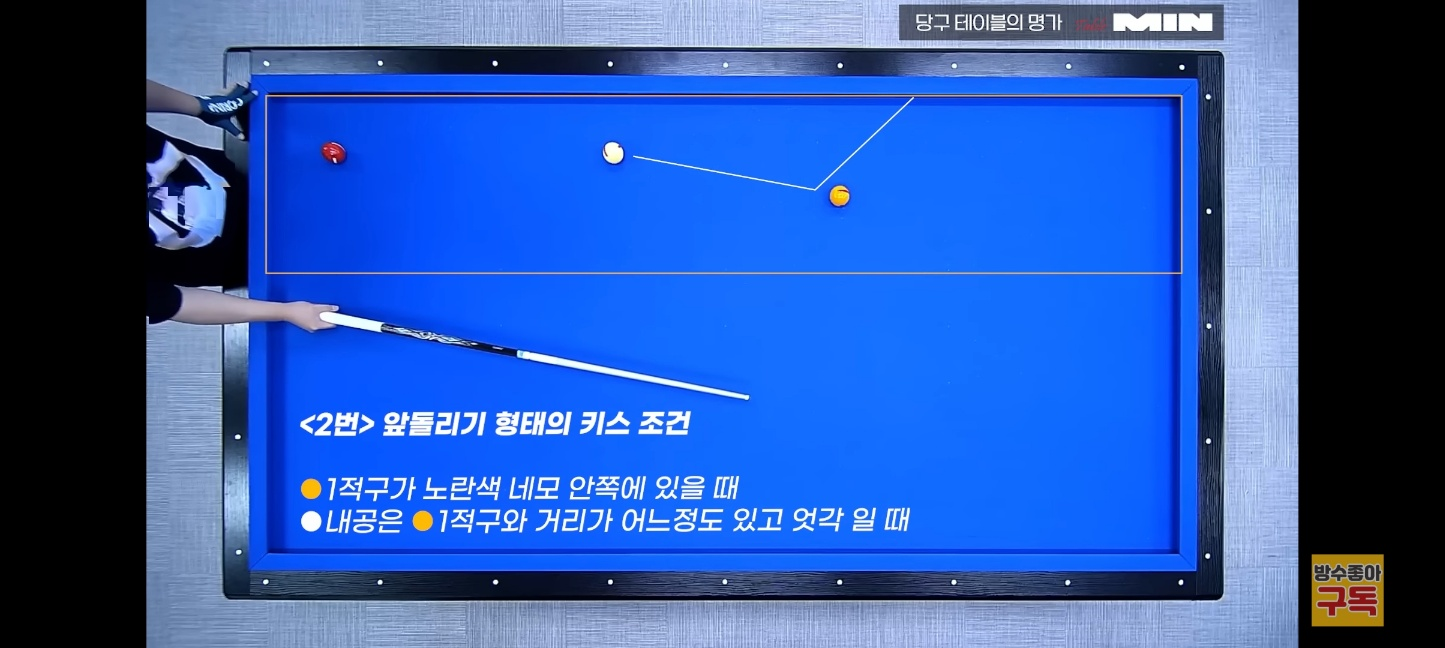 당구 테이블의 명가 MIN
<2번> 앞돌리기 형태의 키스 조건
1적구가 노란색 네모 안쪽에 있을 때
내공은 1적구와 거리가 어느정도 있고 엇각 일 때
방수좋아
구독